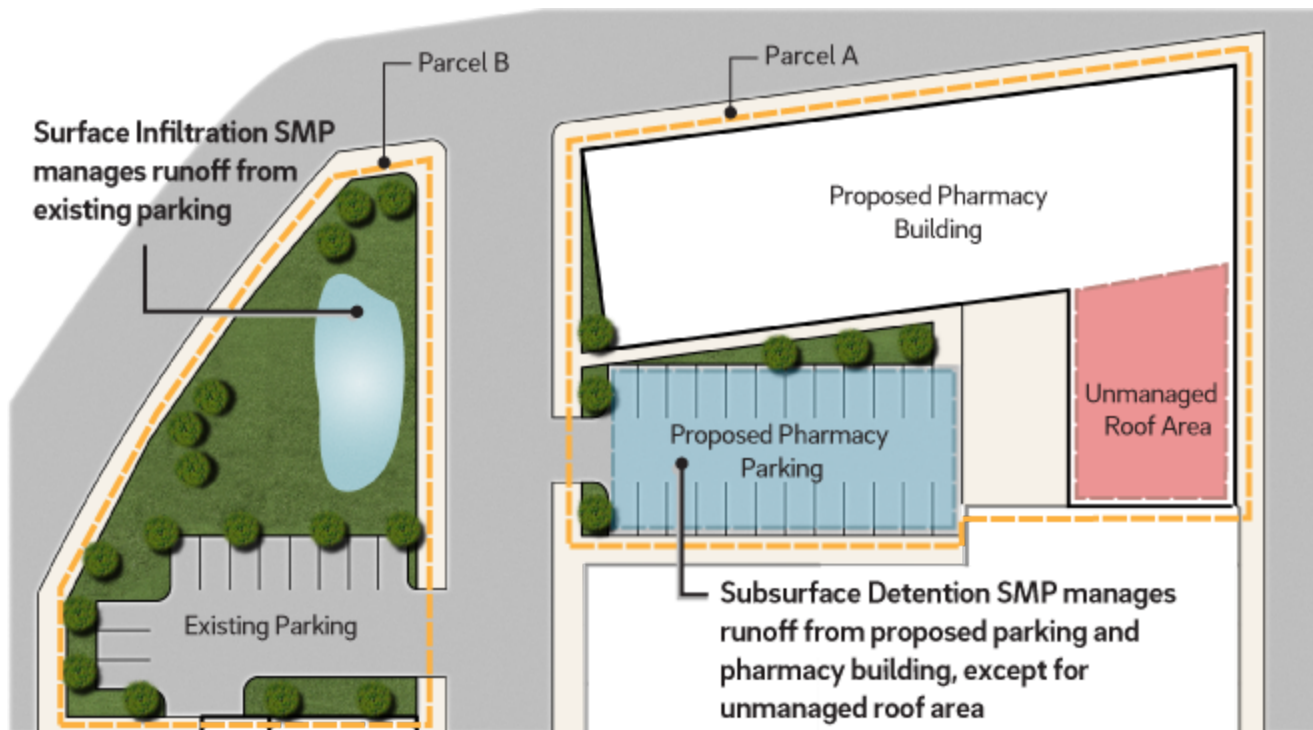 Parcel B
Parcel A
Surface Infiltration SMP
manages runoff from
existing parking
Proposed Pharmacy
Building
Unmanaged
Roof Area
Proposed Pharmacy
Parking
Existing Parking
Subsurface Detention SMP manages
runoff from proposed parking and
pharmacy building, except for
unmanaged roof area